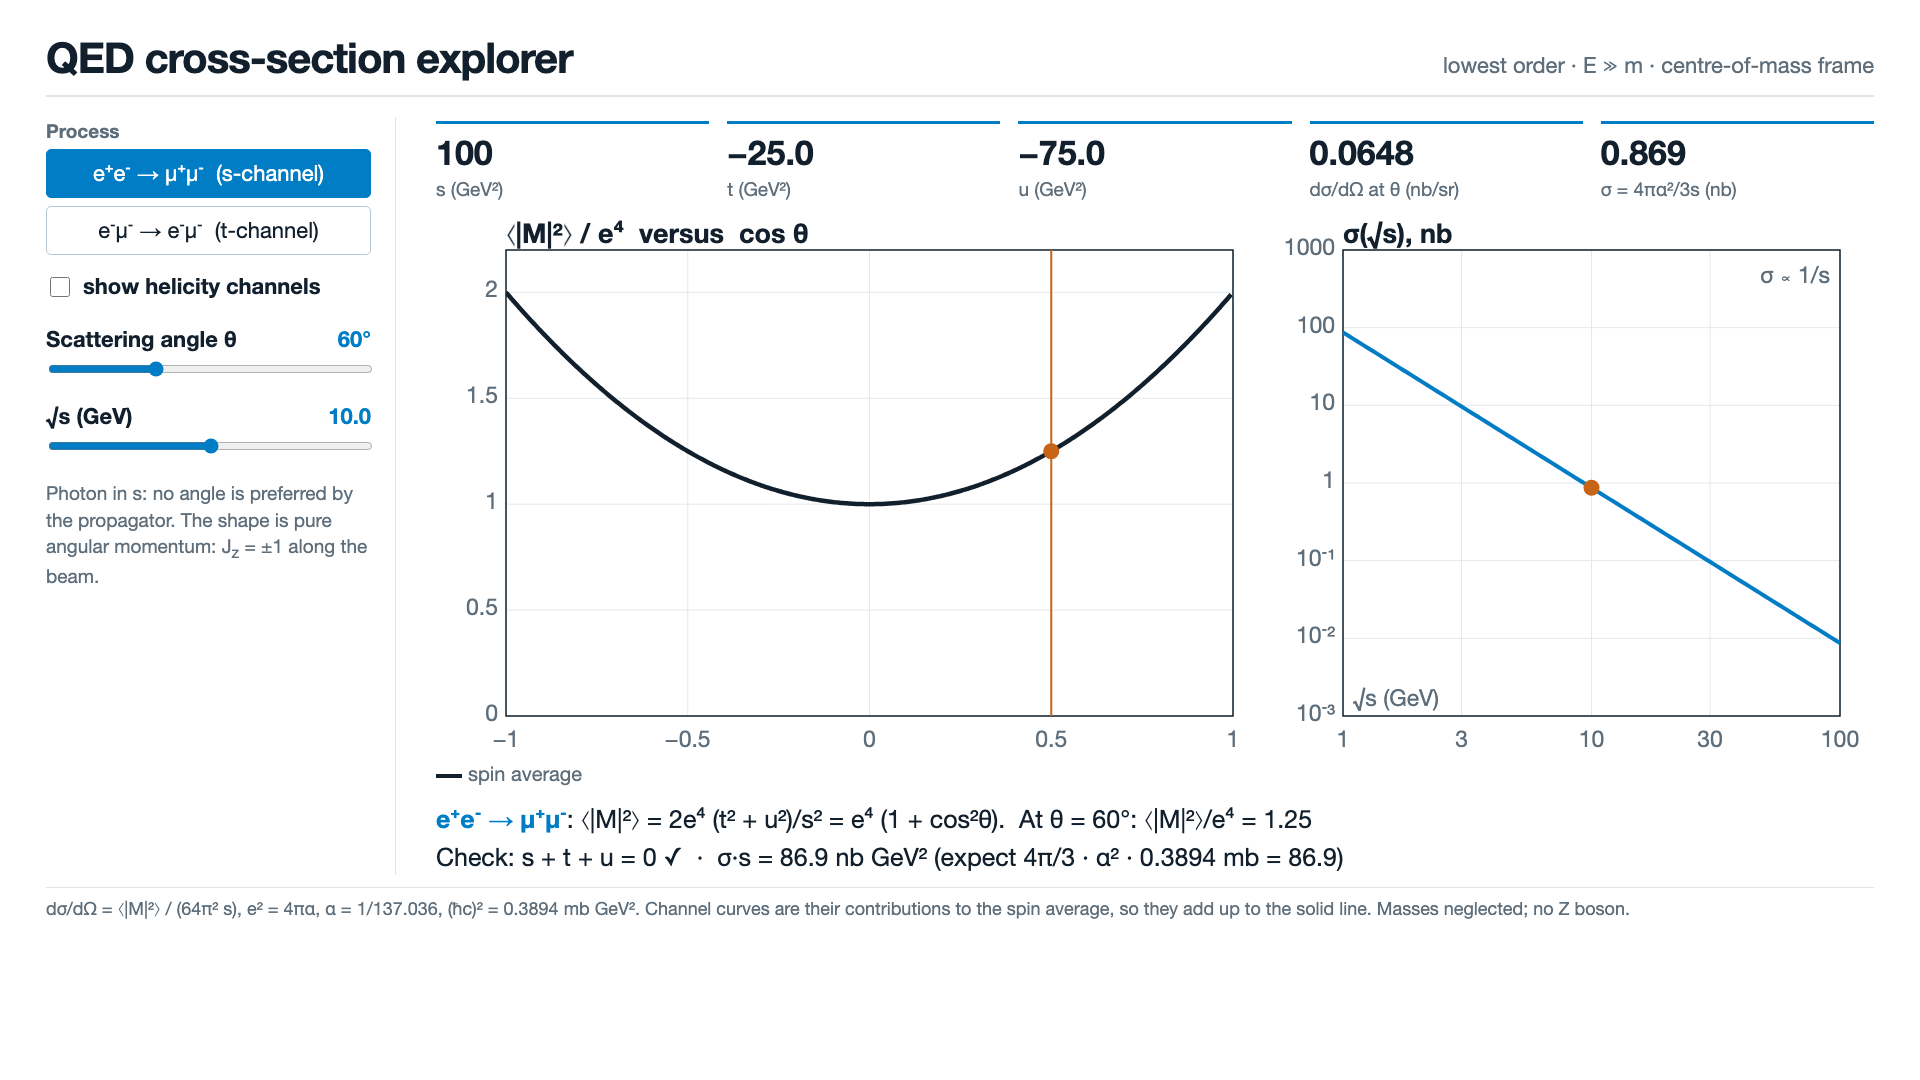 QED cross-section explorer
lowest order · E ≫ m · centre-of-mass frame
Process
e⁺e⁻ → μ⁺μ⁻ (s-channel)
e⁻μ⁻ → e⁻μ⁻ (t-channel)
show helicity channels
Scattering angle θ 60°
√s (GeV) 10.0
Photon in s: no angle is preferred by
the propagator. The shape is pure
angular momentum: J_z = ±1 along the
beam.
100
s (GeV²)
−25.0
t (GeV²)
−75.0
u (GeV²)
0.0648
dσ/dΩ at θ (nb/sr)
0.869
σ = 4πα²/3s (nb)
⟨|M|²⟩ / e⁴ versus cos θ
2
1.5
1
0.5
0
−1 −0.5 0 0.5 1
spin average
σ(√s), nb
σ ∝ 1/s
1000
100
10
1
10⁻¹
10⁻²
10⁻³
√s (GeV)
1 3 10 30 100
e⁺e⁻ → μ⁺μ⁻: ⟨|M|²⟩ = 2e⁴ (t² + u²)/s² = e⁴ (1 + cos²θ). At θ = 60°: ⟨|M|²⟩/e⁴ = 1.25
Check: s + t + u = 0 ✓ · σ·s = 86.9 nb GeV² (expect 4π/3 · α² · 0.3894 mb = 86.9)
dσ/dΩ = ⟨|M|²⟩ / (64π² s), e² = 4πα, α = 1/137.036, (ħc)² = 0.3894 mb GeV². Channel curves are their contributions to the spin average, so they add up to the solid line. Masses neglected; no Z boson.